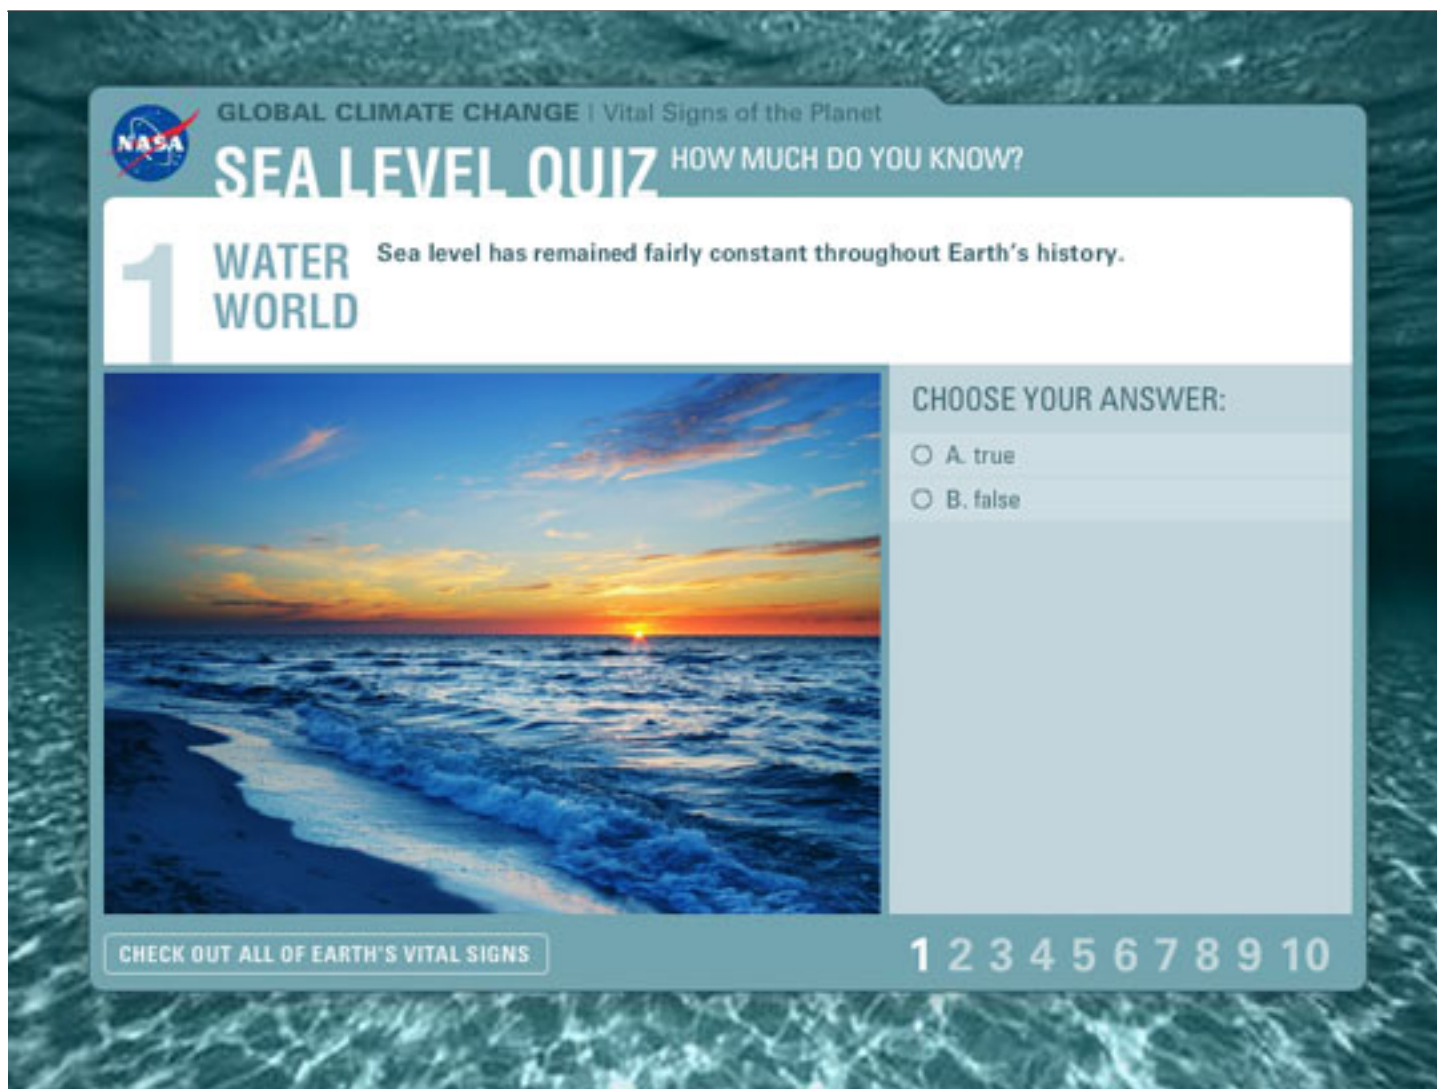 NASA
GLOBAL CLIMATE CHANGE | Vital Signs of the Planet
SEA LEVEL QUIZ HOW MUCH DO YOU KNOW?
1
WATER
WORLD
Sea level has remained fairly constant throughout Earth's history.
CHOOSE YOUR ANSWER:
A. true
B. false
CHECK OUT ALL OF EARTH'S VITAL SIGNS
1 2 3 4 5 6 7 8 9 10